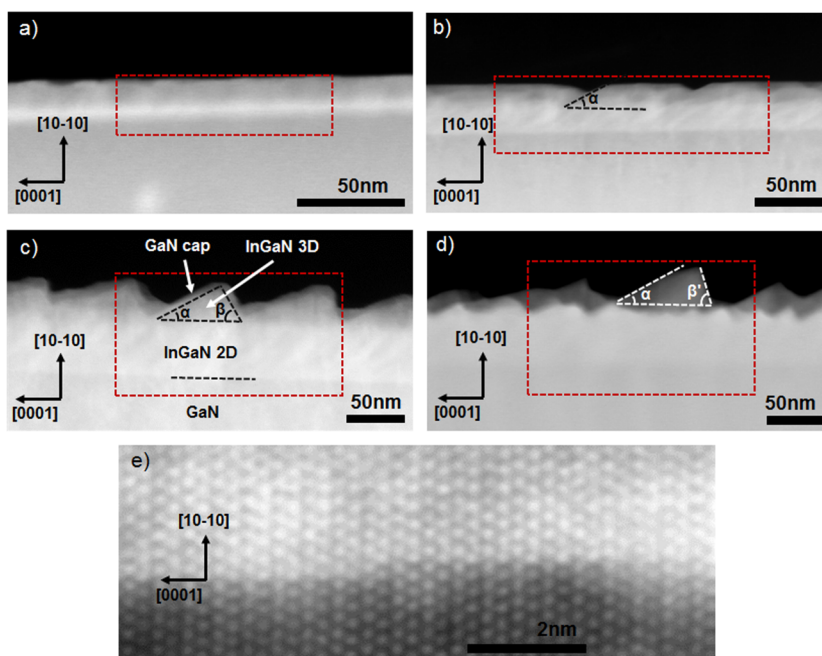 a)
[10-10]
[0001]
50nm
b)
α
[10-10]
[0001]
50nm
c)
GaN cap
InGaN 3D
α
β
[10-10]
InGaN 2D
[0001]
GaN
50nm
d)
α
β'
[10-10]
[0001]
50nm
e)
[10-10]
[0001]
2nm